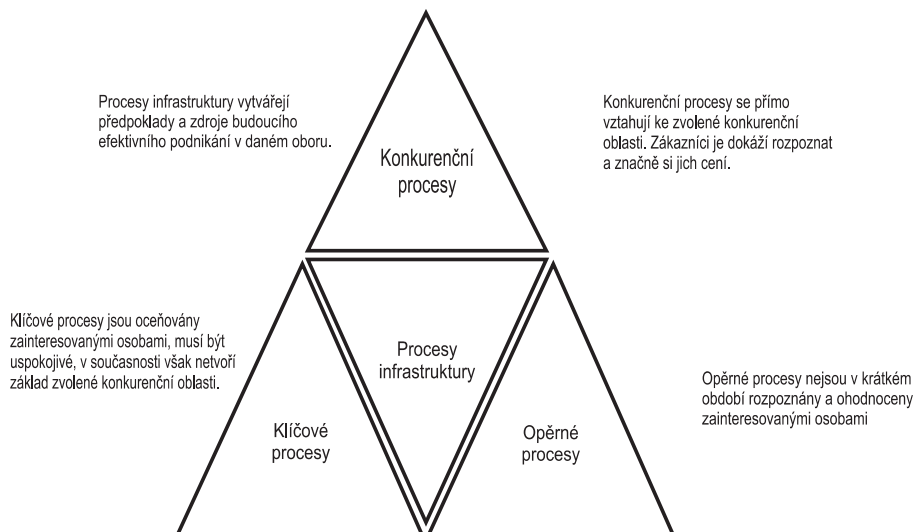 Procesy infrastruktury vytvářejí
předpoklady a zdroje budoucího
efektivního podnikání v daném oboru.
Konkurenční procesy se přímo
vztahují ke zvolené konkurenční
oblasti. Zákazníci je dokáží rozpoznat
a značně si jich cení.
Konkurenční
procesy
Klíčové procesy jsou oceňovány
zainteresovanými osobami, musí být
uspokojivé, v současnosti však netvoří
základ zvolené konkurenční oblasti.
Procesy
infrastruktury
Opěrné procesy nejsou v krátkém
období rozpoznány a ohodnoceny
zainteresovanými osobami
Klíčové
procesy
Opěrné
procesy